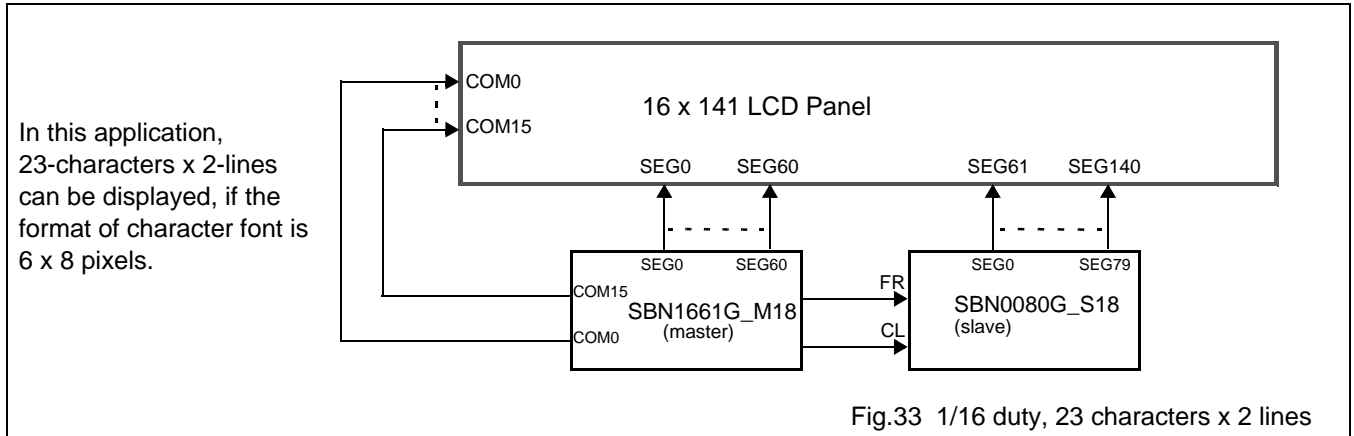 In this application,
23-characters x 2-lines
can be displayed, if the
format of character font is
6 x 8 pixels.
COM0
COM15
16 x 141 LCD Panel
SEG0
SEG60
SEG61
SEG140
SEG0
SEG60
COM15
COM0
SBN1661G_M18
(master)
FR
CL
SEG0
SEG79
SBN0080G_S18
(slave)
Fig.33 1/16 duty, 23 characters x 2 lines